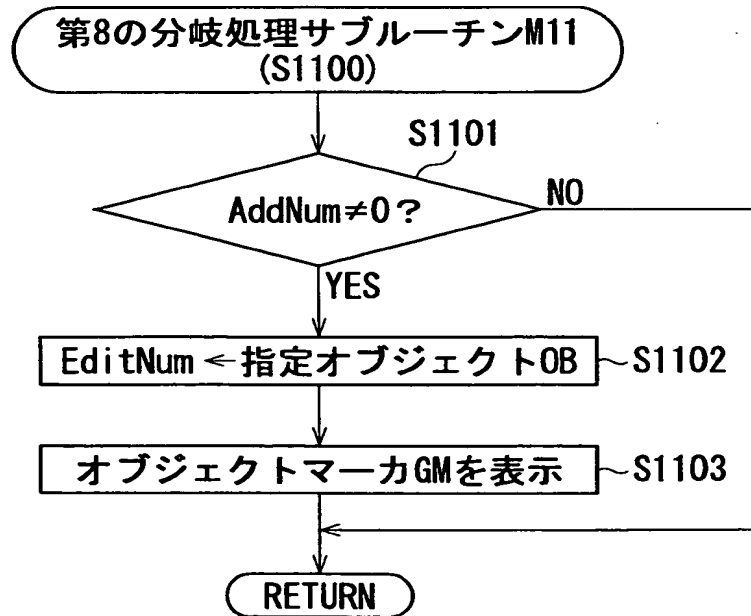 第8の分岐処理サブルーチンM11
(S1100)
S1101
AddNum≠0?
NO
YES
EditNum←指定オブジェクトOB
S1102
オブジェクトマーカGMを表示
S1103
RETURN